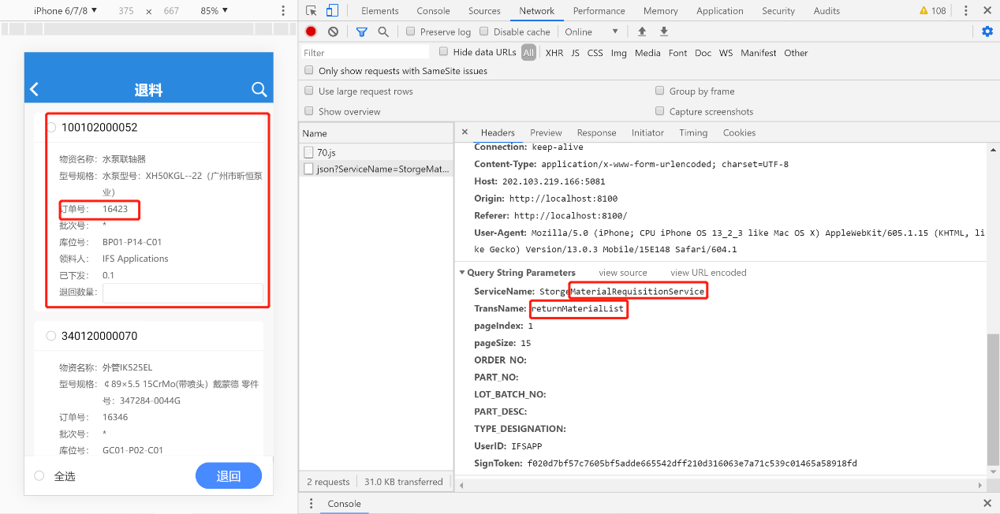 iPhone 6/7/8 ▼ 375 x 667 85% ▼
Elements Console Sources Network Performance Memory Application Security Audits 108
Preserve log Disable cache Online ▼
Filter
Hide data URLs All XHR JS CSS Img Media Font Doc WS Manifest Other
Only show requests with SameSite issues
Use large request rows Group by frame
Show overview Capture screenshots
退料
100102000052
物资名称： 水泵联轴器
型号规格： 水泵型号：XH50KGL--22（广州市昕恒泵
业）
订单号： 16423
批次号： *
库位号： BP01-P14-C01
领料人： IFS Applications
已下发： 0.1
退回数量：
340120000070
物资名称： 外管IK525EL
型号规格： ￠89×5.5 15CrMo(带喷头）戴蒙德 零件
号：347284-0044G
订单号： 16346
批次号： *
库位号： GC01-P02-C01
全选 退回
Name
70.js
json?ServiceName=StorgeMat...
2 requests 31.0 KB transferred
× Headers Preview Response Initiator Timing Cookies
Connection: keep-alive
Content-Type: application/x-www-form-urlencoded; charset=UTF-8
Host: 202.103.219.166:5081
Origin: http://localhost:8100
Referer: http://localhost:8100/
User-Agent: Mozilla/5.0 (iPhone; CPU iPhone OS 13_2_3 like Mac OS X) AppleWebKit/605.1.15 (KHTML, li
ke Gecko) Version/13.0.3 Mobile/15E148 Safari/604.1
Query String Parameters view source view URL encoded
ServiceName: StorgeMaterialRequisitionService
TransName: returnMaterialList
pageIndex: 1
pageSize: 15
ORDER_NO:
PART_NO:
LOT_BATCH_NO:
PART_DESC:
TYPE_DESIGNATION:
UserID: IFSAPP
SignToken: f020d7bf57c7605bf5adde665542dff210d316063e7a71c539c01465a58918fd
Console